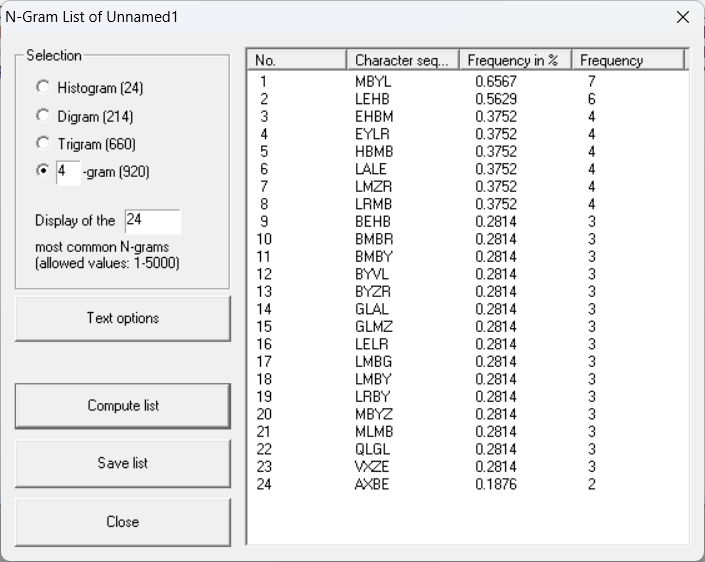 N-Gram List of Unnamed1
Selection
Histogram (24)
Digram (214)
Trigram (660)
4 -gram (920)
Display of the 24
most common N-grams
(allowed values: 1-5000)
Text options
Compute list
Save list
Close
No. Character seq... Frequency in % Frequency
1 MBYL 0.6567 7
2 LEHB 0.5629 6
3 EHBM 0.3752 4
4 EYLR 0.3752 4
5 HBMB 0.3752 4
6 LALE 0.3752 4
7 LMZR 0.3752 4
8 LRMB 0.3752 4
9 BEHB 0.2814 3
10 BMBR 0.2814 3
11 BMBY 0.2814 3
12 BYVL 0.2814 3
13 BYZR 0.2814 3
14 GLAL 0.2814 3
15 GLMZ 0.2814 3
16 LELR 0.2814 3
17 LMBG 0.2814 3
18 LMBY 0.2814 3
19 LRBY 0.2814 3
20 MBYZ 0.2814 3
21 MLMB 0.2814 3
22 QLGL 0.2814 3
23 VXZE 0.2814 3
24 AXBE 0.1876 2